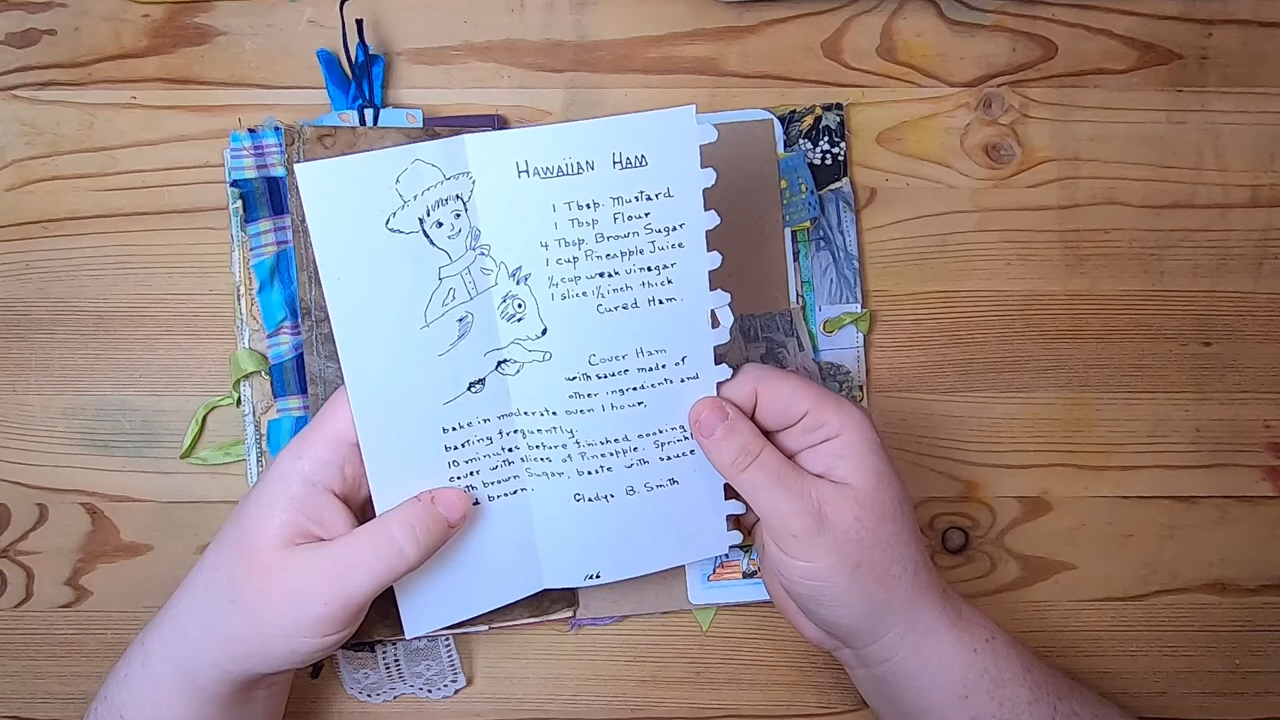 HAWAIIAN HAM
1 Tbsp. Mustard
1 Tbsp Flour
4 Tbsp. Brown Sugar
1 cup Pineapple Juice
¼ cup weak vinegar
1 slice 1½ inch thick
Cured Ham.
Cover Ham
with sauce made of
other ingredients and
bake in moderate oven 1 hour,
basting frequently.
10 minutes before finished cooking
cover with slices of Pineapple. Sprinkl
with brown Sugar, baste with sauce
brown.
Gladys B. Smith
126